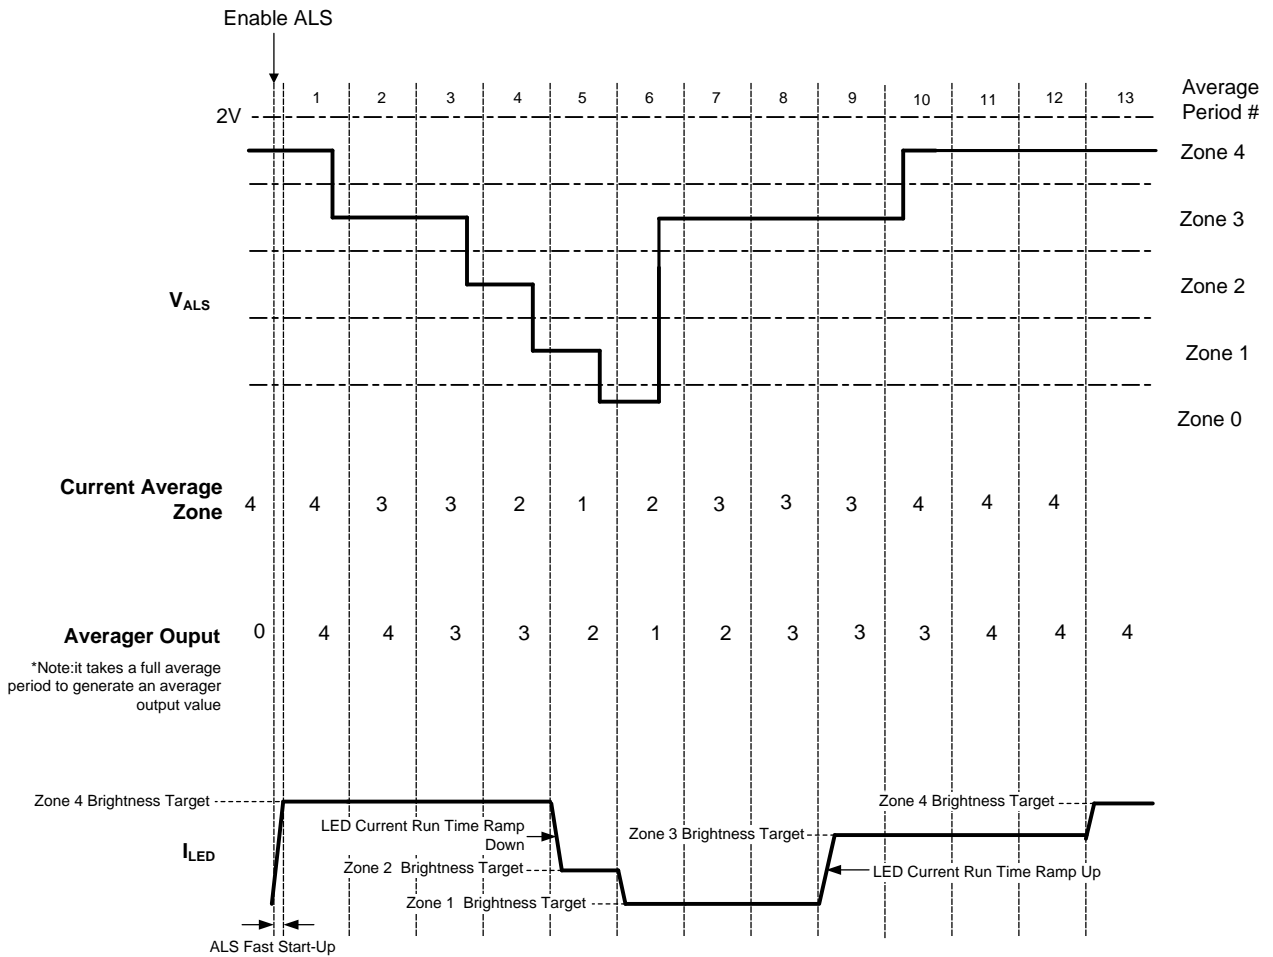 Enable ALS
1 2 3 4 5 6 7 8 9 10 11 12 13
Average
Period #
2V
Zone 4
Zone 3
Zone 2
Zone 1
Zone 0
VALS
Current Average
Zone
4 4 3 3 2 1 2 3 3 3 4 4 4
Averager Ouput
0 4 4 3 3 2 1 2 3 3 3 4 4 4
*Note:it takes a full average
period to generate an averager
output value
Zone 4 Brightness Target
LED Current Run Time Ramp
Down
Zone 2 Brightness Target
Zone 1 Brightness Target
Zone 3 Brightness Target
Zone 4 Brightness Target
LED Current Run Time Ramp Up
ILED
ALS Fast Start-Up